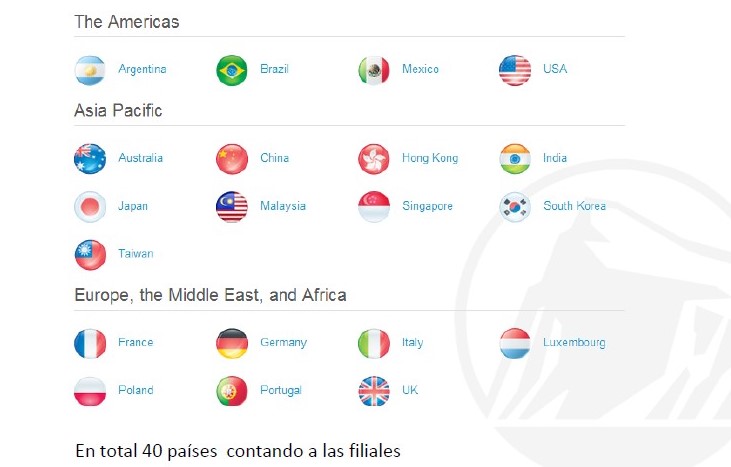 The Americas
Argentina Brazil Mexico USA
Asia Pacific
Australia China Hong Kong India
Japan Malaysia Singapore South Korea
Taiwan
Europe, the Middle East, and Africa
France Germany Italy Luxembourg
Poland Portugal UK
En total 40 países contando a las filiales